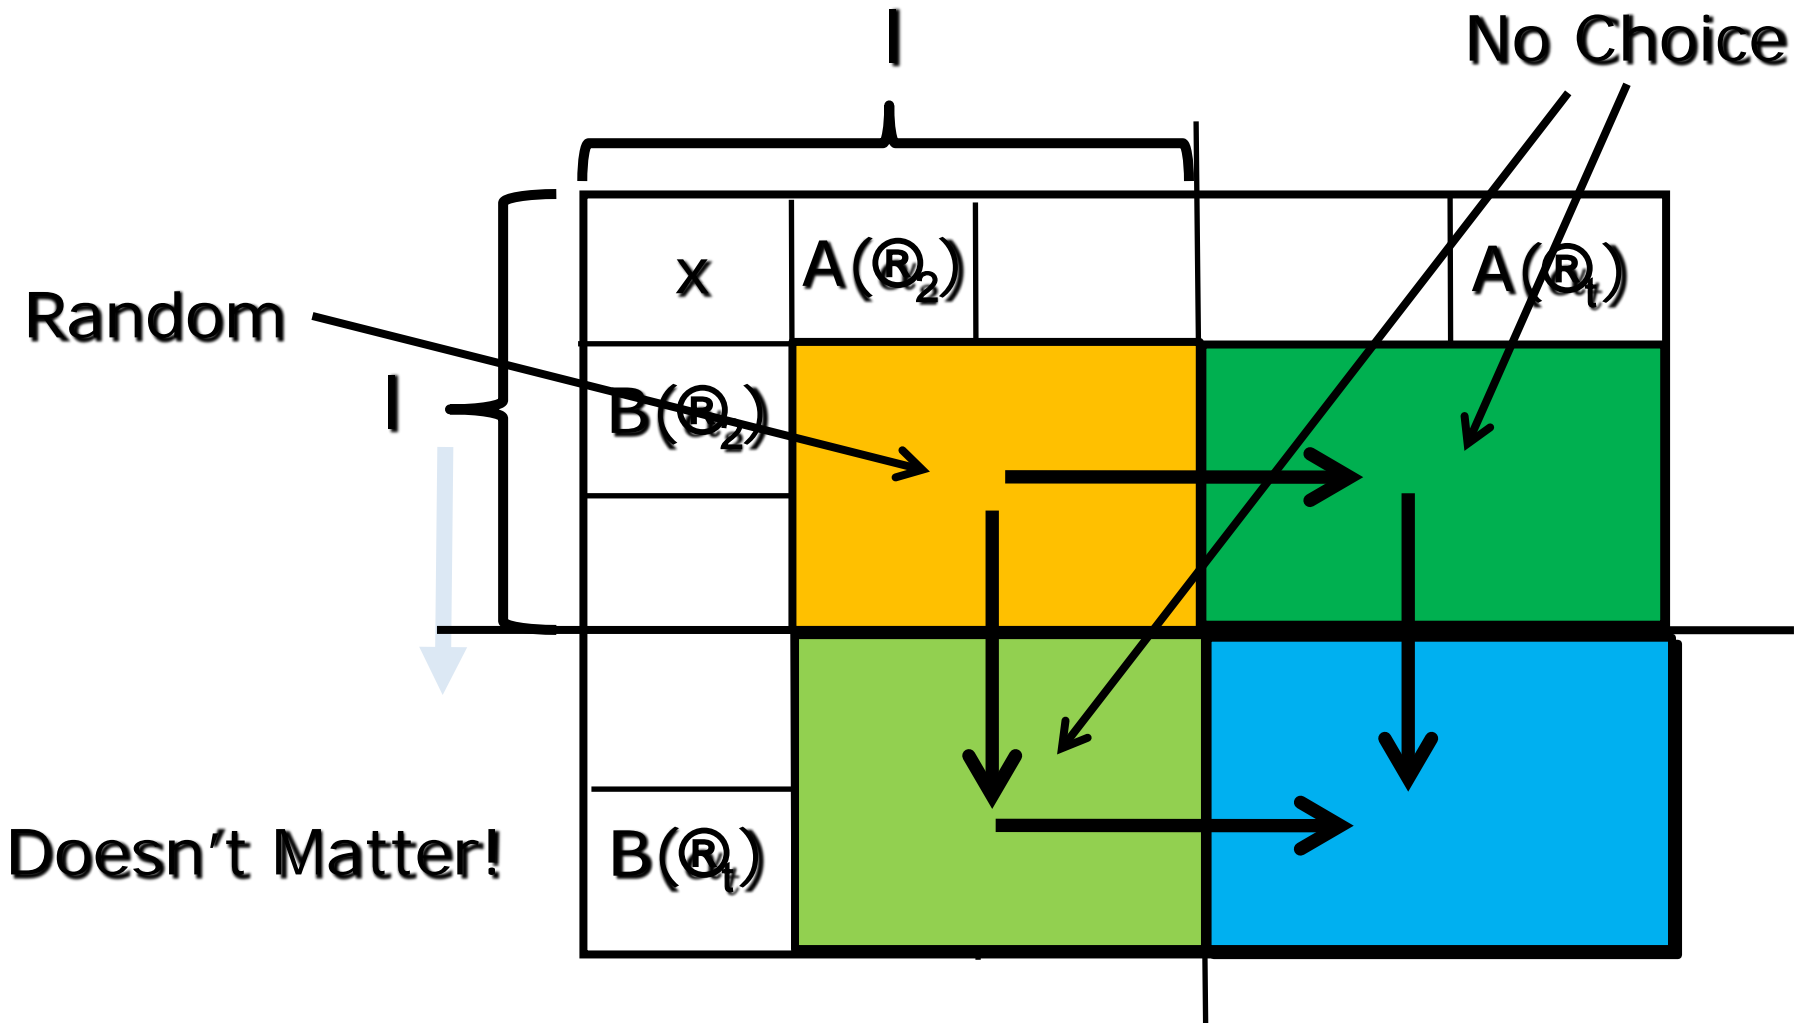 l
No Choice
x
A(®₂)
A(®ₜ)
Random
l
B(®₂)
Doesn't Matter!
B(®ₜ)